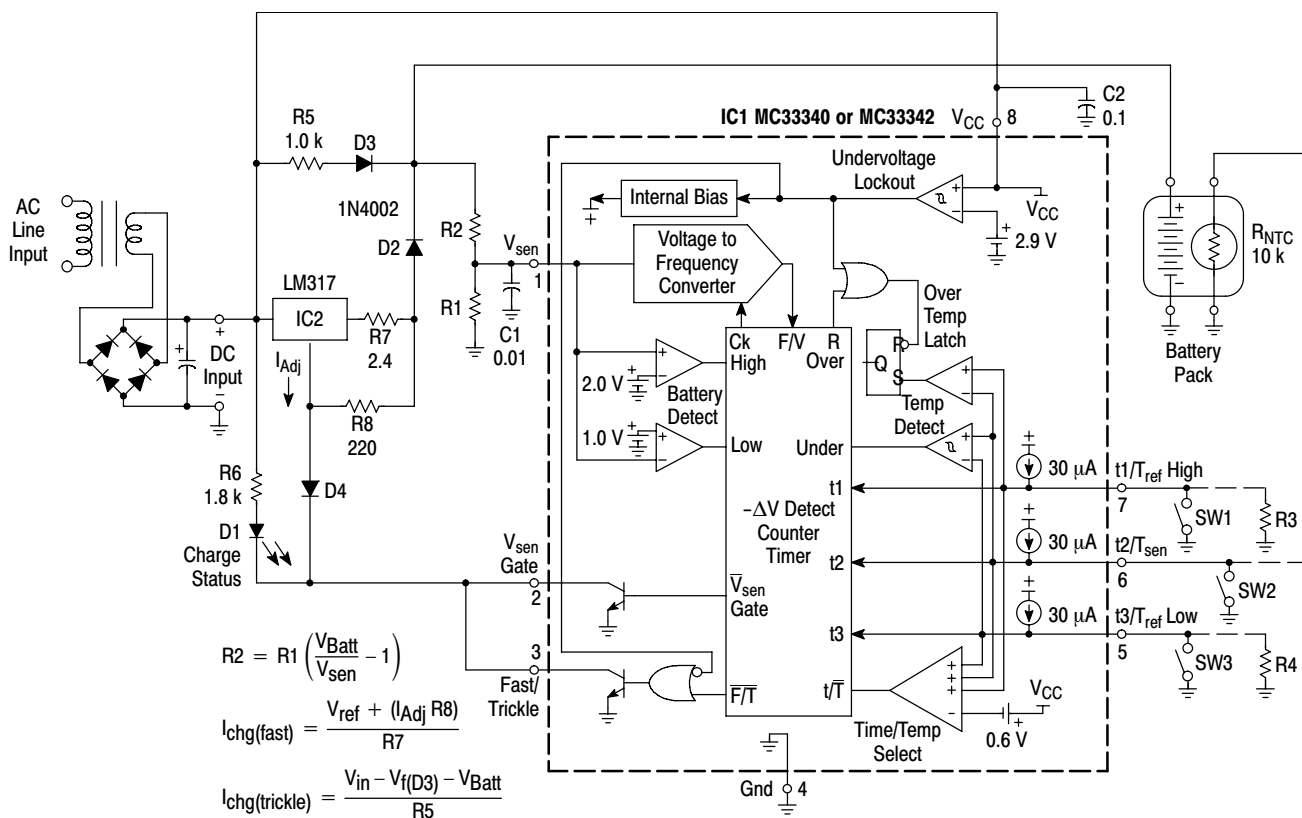 IC1 MC33340 or MC33342
VCC 8
C2
0.1
R5
1.0 k
D3
1N4002
D2
R2
R1
Vsen
1
C1
0.01
AC
Line
Input
+
DC
Input
−
LM317
IC2
IAdj
R7
2.4
R8
220
R6
1.8 k
D4
D1
Charge
Status
Undervoltage
Lockout
Internal Bias
+
−
VCC
+
2.9 V
Voltage to
Frequency
Converter
Ck
F/V
R
High
Over
Over
Temp
Latch
R
Q
S
2.0 V
+
+
−
Battery
Detect
1.0 V
+
+
−
Low
+
−
Temp
Detect
Under
+
−
t1
−ΔV Detect
Counter
Timer
t2
t3
V̅sen
Gate
F̅/T̅
t/T̅
+
30 μA
t1/Tref High
7
SW1
R3
+
30 μA
t2/Tsen
6
SW2
+
30 μA
t3/Tref Low
5
SW3
R4
+
+
+
−
VCC
+
0.6 V
Time/Temp
Select
Vsen
Gate
2
3
Fast/
Trickle
Gnd 4
+
−
RNTC
10 k
Battery
Pack
R2 = R1 (VBatt/Vsen − 1)
Ichg(fast) = (Vref + (IAdj R8))/R7
Ichg(trickle) = (Vin − Vf(D3) − VBatt)/R5